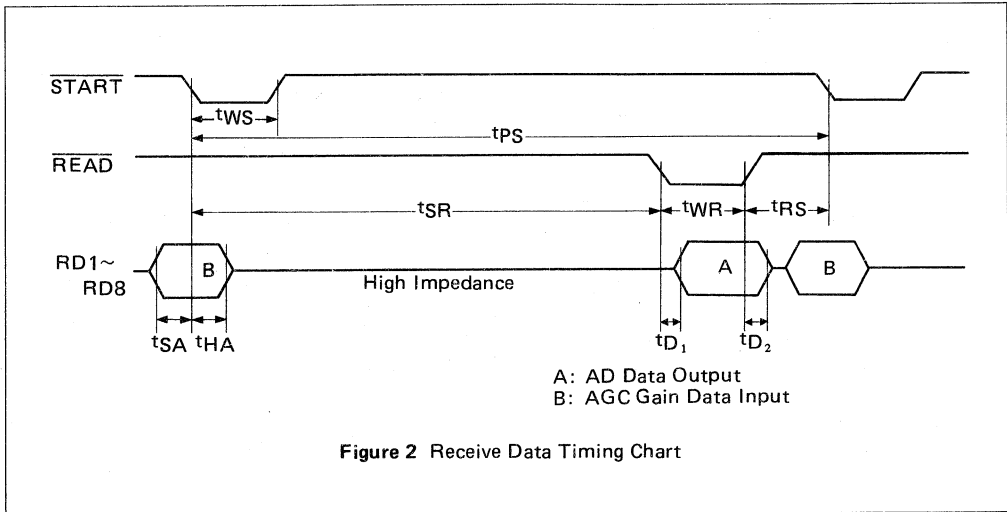 START
tWS
tPS
READ
tSR
tWR
tRS
RD1~
RD8
B
High Impedance
A
B
tSA
tHA
tD₁
tD₂
A: AD Data Output
B: AGC Gain Data Input
Figure 2 Receive Data Timing Chart